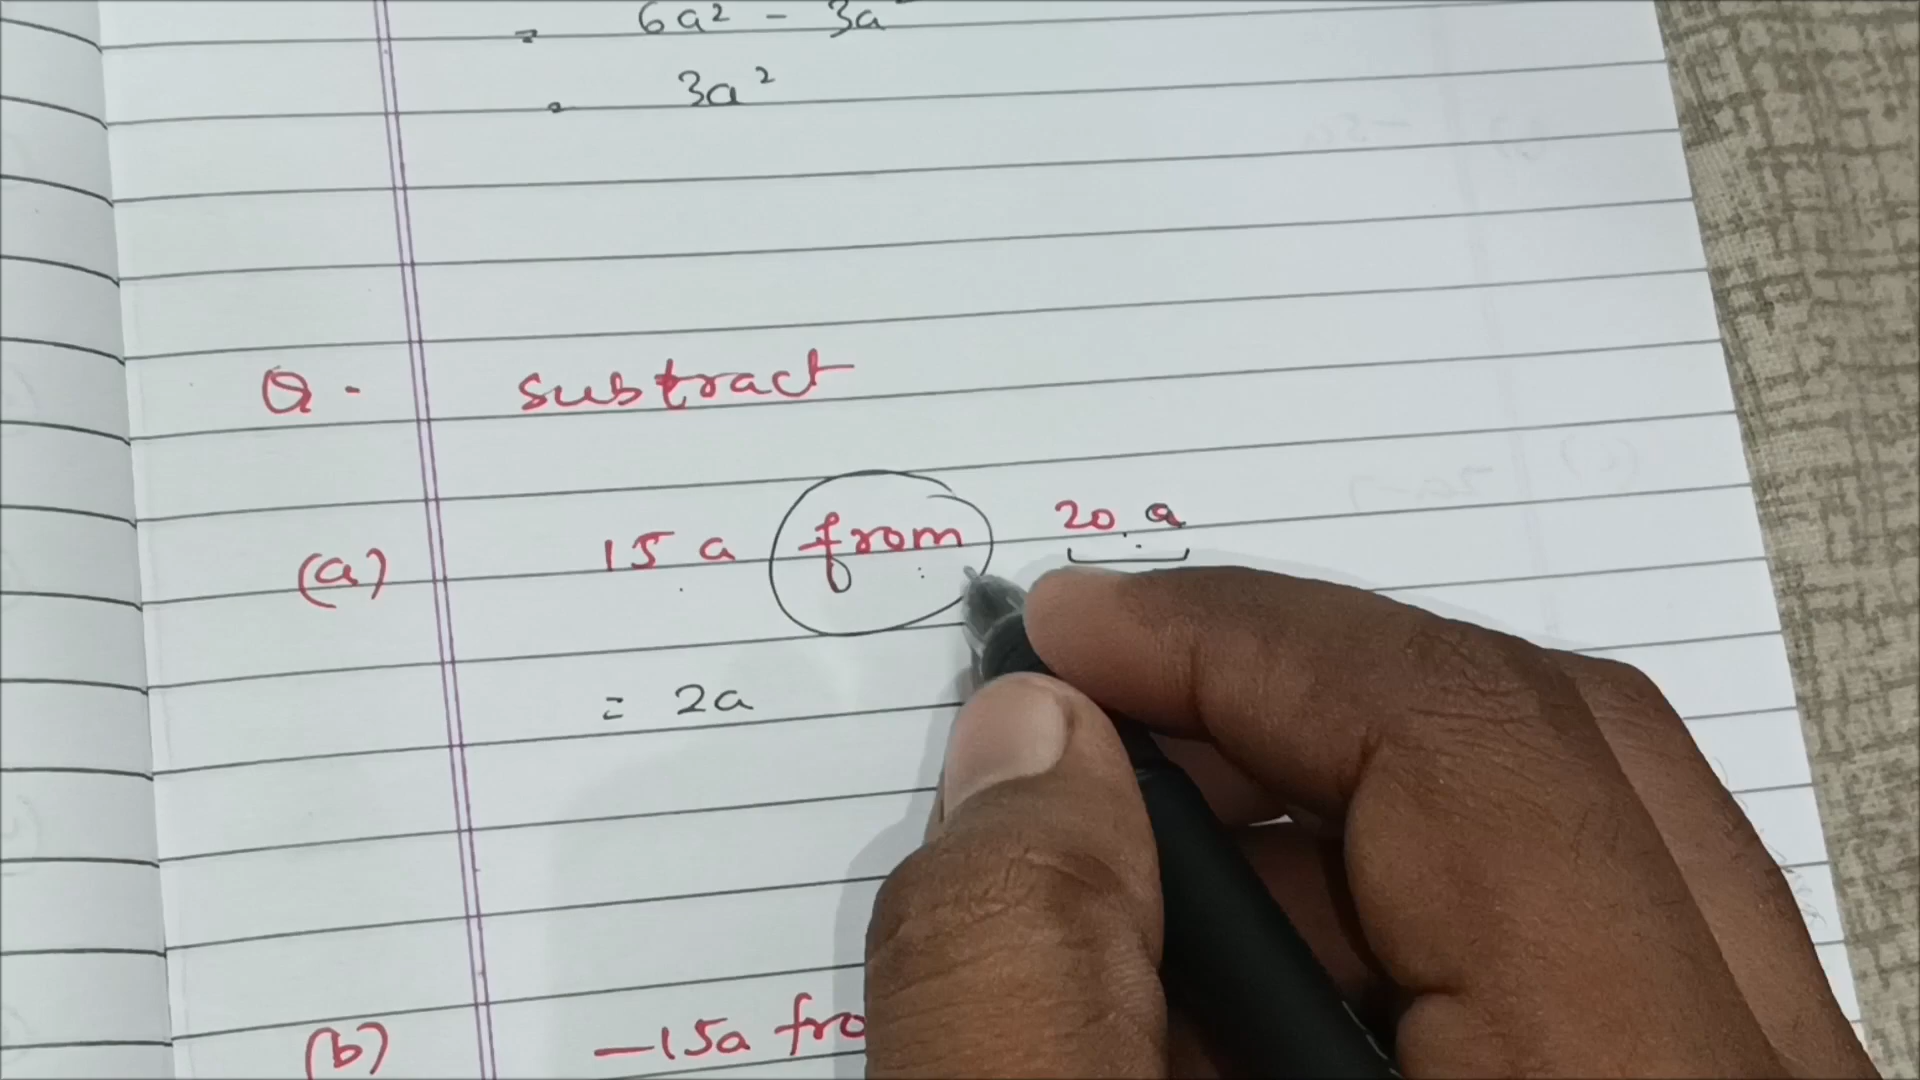 = 6a² - 3a
= 3a²
Q - subtract
(a) 15 a from 20 a
= 2a
(b) -15a fro